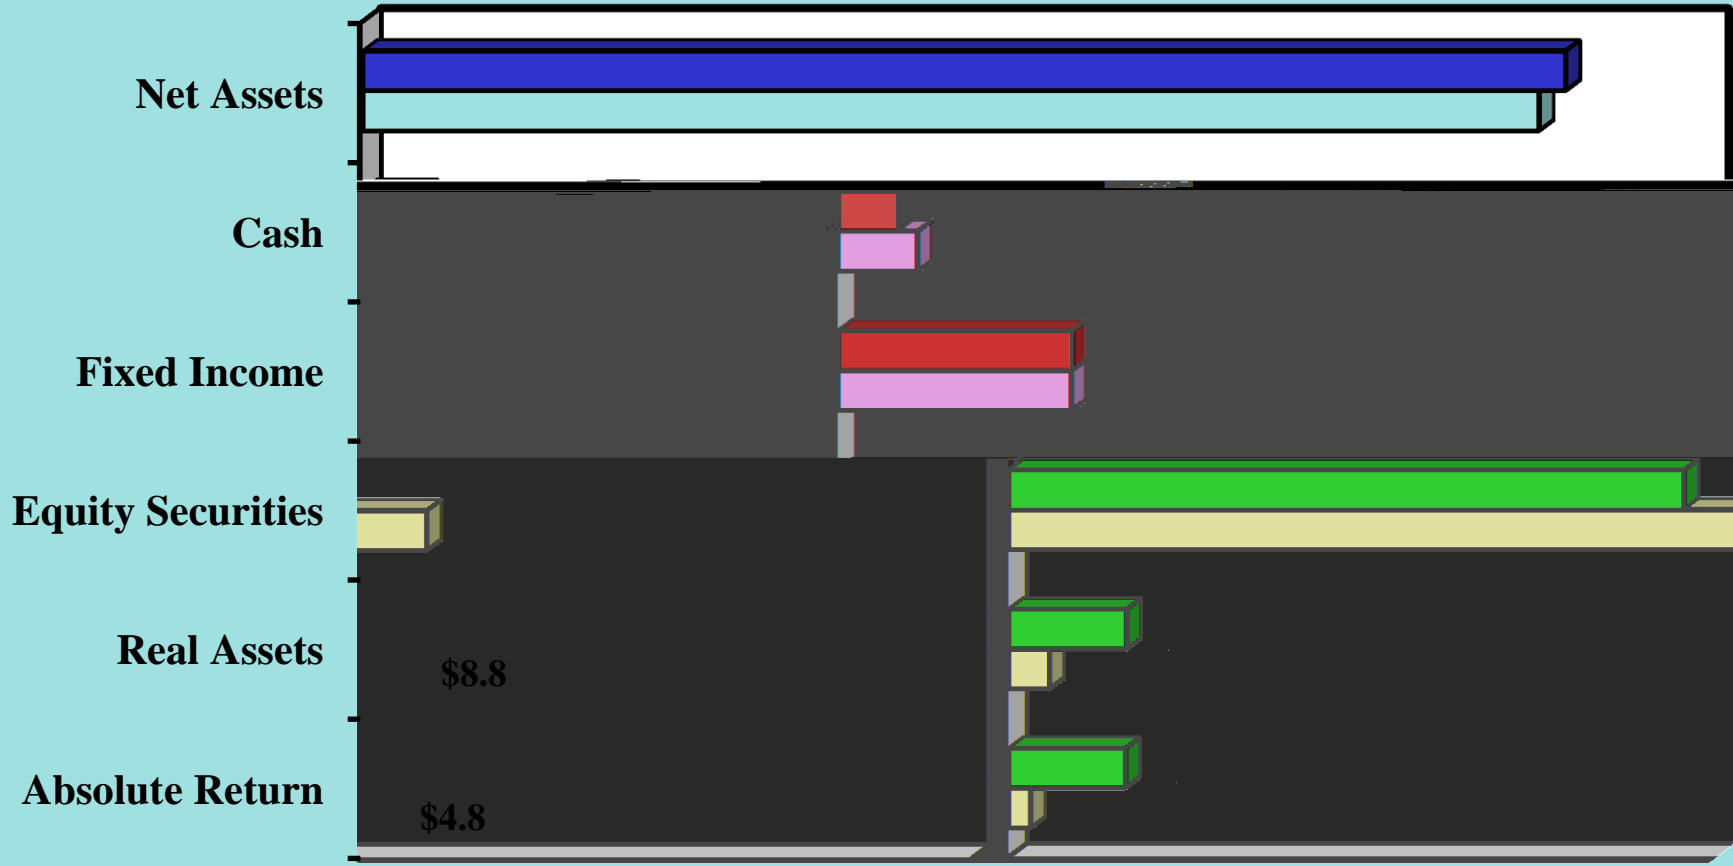 Net Assets
Cash
Fixed Income
Equity Securities
Real Assets
$8.8
Absolute Return
$4.8